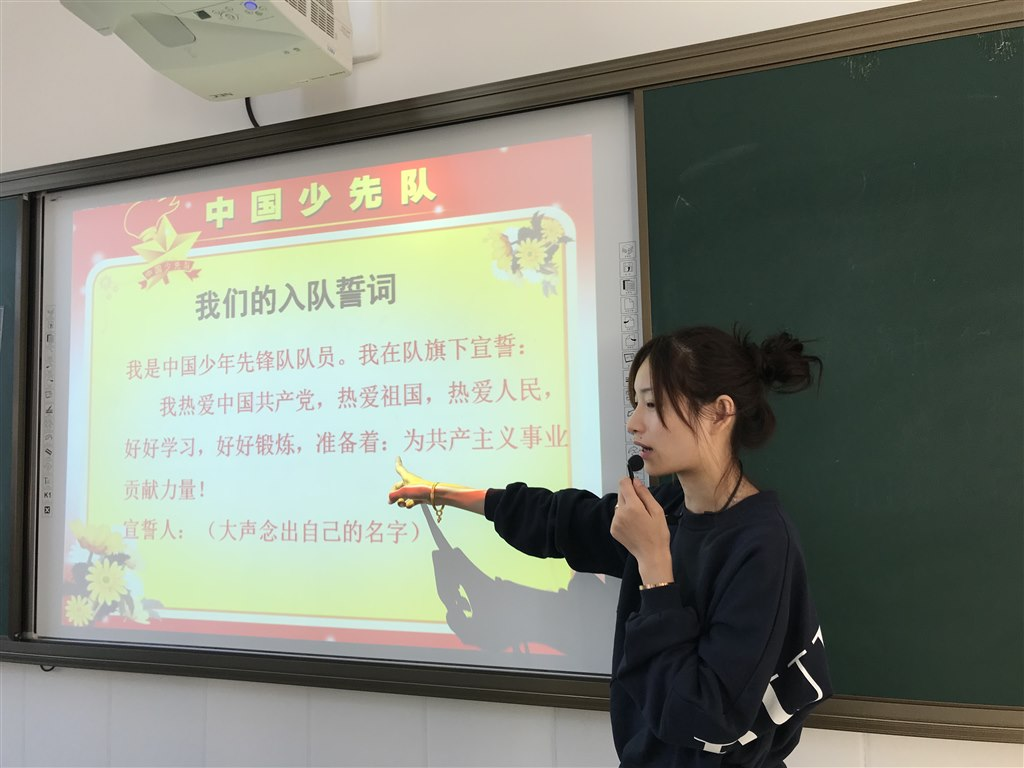 中国少先队
我们的入队誓词
我是中国少年先锋队队员。我在队旗下宣誓：
我热爱中国共产党，热爱祖国，热爱人民，
好好学习，好好锻炼，准备着：为共产主义事业
贡献力量！
宣誓人：（大声念出自己的名字）
K1
NEC